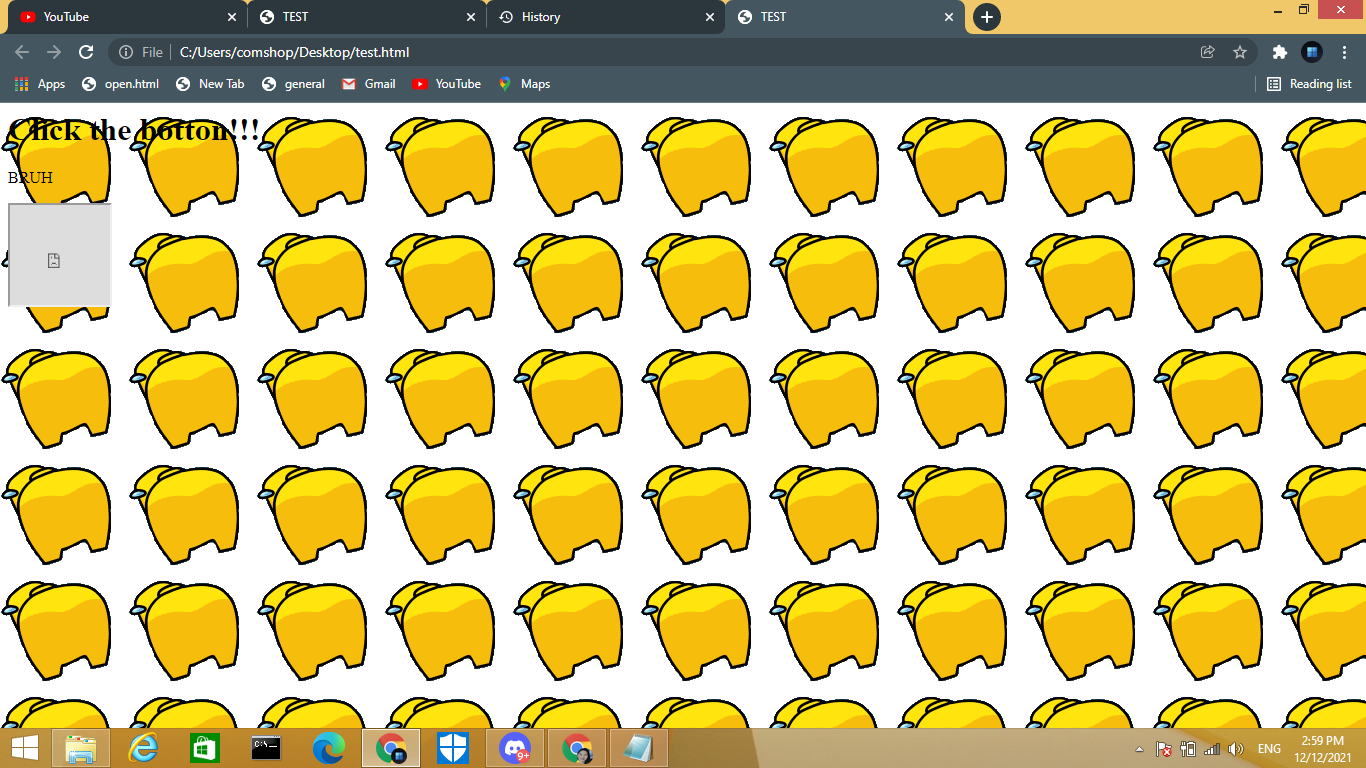 YouTube TEST History TEST
File C:/Users/comshop/Desktop/test.html
Apps open.html New Tab general Gmail YouTube Maps Reading list
Click the botton!!!
BRUH
C:\. 9+ ENG 2:59 PM
12/12/2021